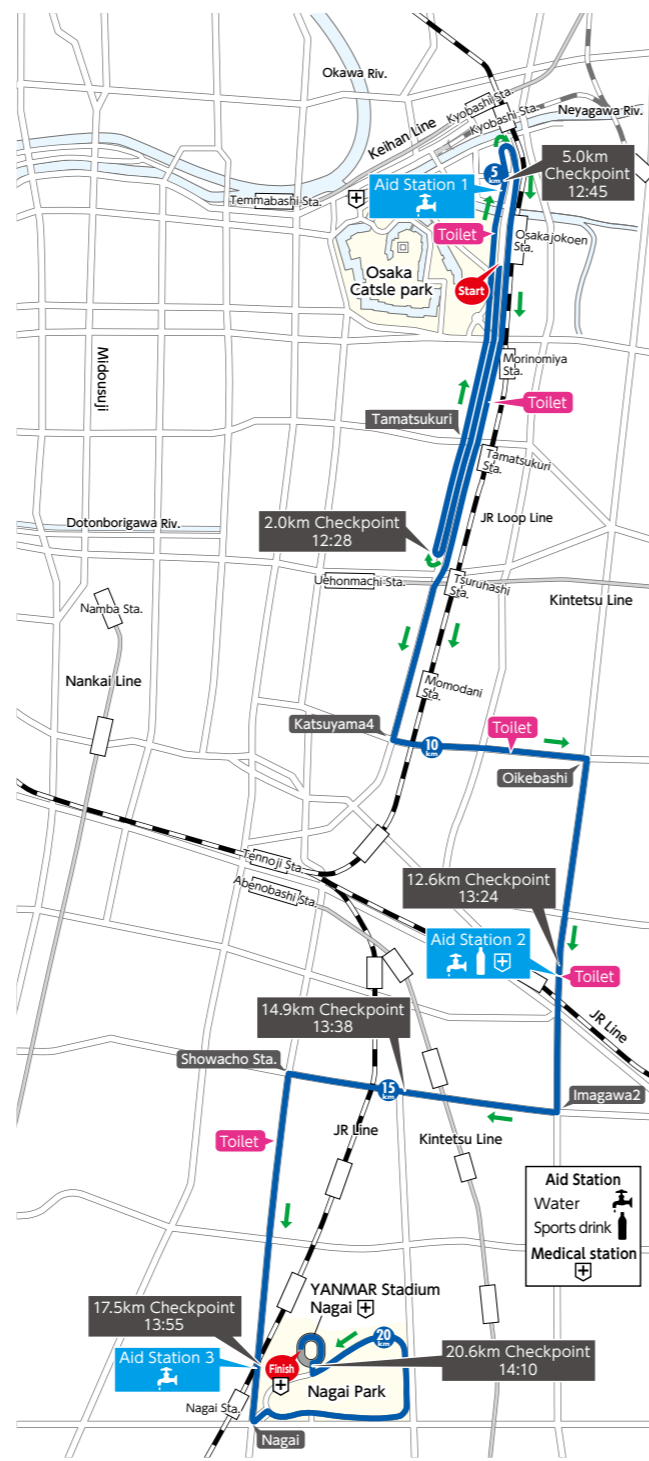 Okawa Riv.
Kyobashi Sta.
Kyobashi Sta.
Neyagawa Riv.
Keihan Line
5.0km
Checkpoint
12:45
5
km
Aid Station 1
Temmabashi Sta.
Toilet
Osakajokoen
Sta.
Osaka
Catsle park
Start
Midousuji
Morinomiya
Sta.
Toilet
Tamatsukuri
Tamatsukuri
Sta.
2.0km Checkpoint
12:28
JR Loop Line
Dotonborigawa Riv.
Uehonmachi Sta.
Tsuruhashi
Sta.
Kintetsu Line
Namba Sta.
Nankai Line
Momodani
Sta.
Katsuyama4
Toilet
10
km
Oikebashi
Tennoji Sta.
Abenobashi Sta.
12.6km Checkpoint
13:24
Aid Station 2
Toilet
14.9km Checkpoint
13:38
JR Line
Showacho Sta.
15
km
Imagawa2
Toilet
JR Line
Kintetsu Line
Aid Station
Water
Sports drink
Medical station
YANMAR Stadium
Nagai
17.5km Checkpoint
13:55
20
km
Aid Station 3
Finish
20.6km Checkpoint
14:10
Nagai Park
Nagai Sta.
Nagai